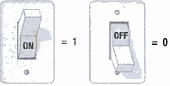 ON = 1
OFF = 0